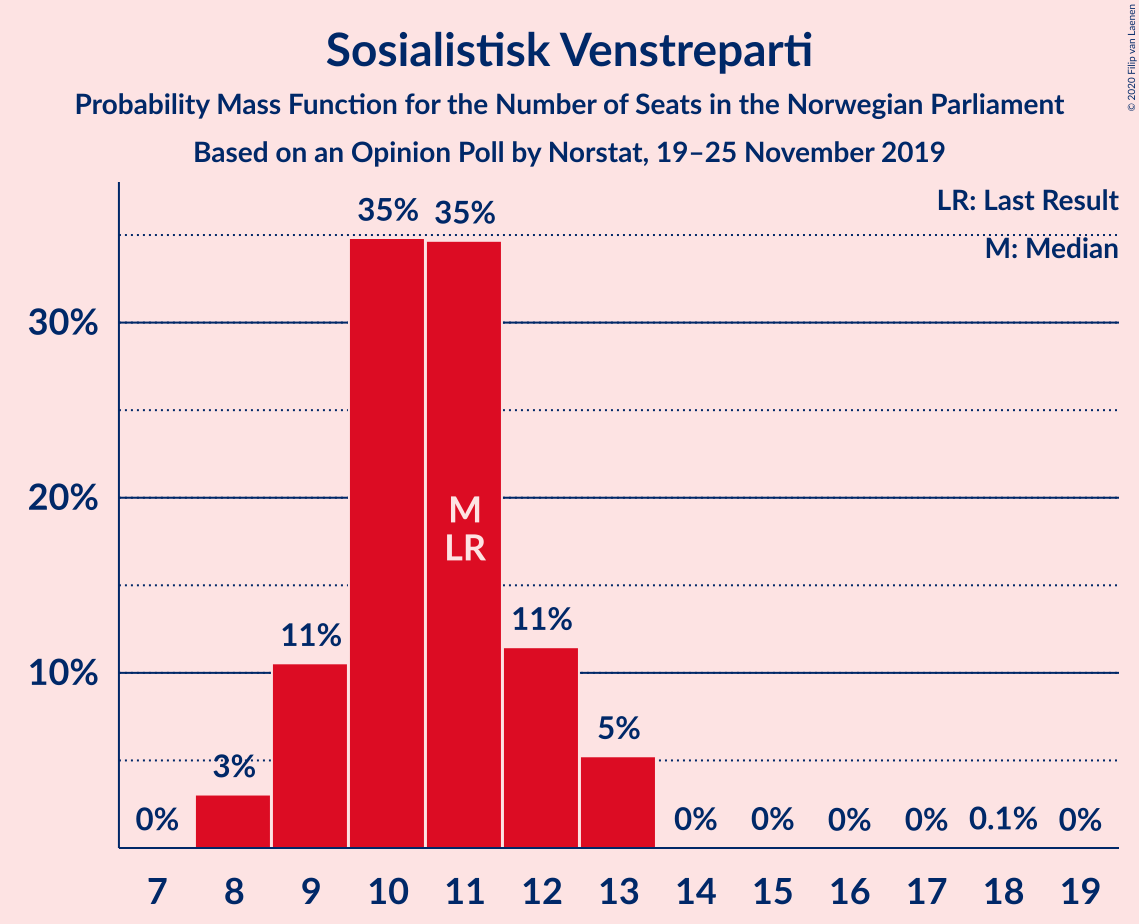 Sosialistisk Venstreparti
Probability Mass Function for the Number of Seats in the Norwegian Parliament
Based on an Opinion Poll by Norstat, 19–25 November 2019
© 2020 Filip van Laenen
LR: Last Result
M: Median
35% 35%
30%
20%
M
LR
11%
11%
10%
5%
3%
0% 0% 0% 0% 0% 0.1% 0%
7 8 9 10 11 12 13 14 15 16 17 18 19